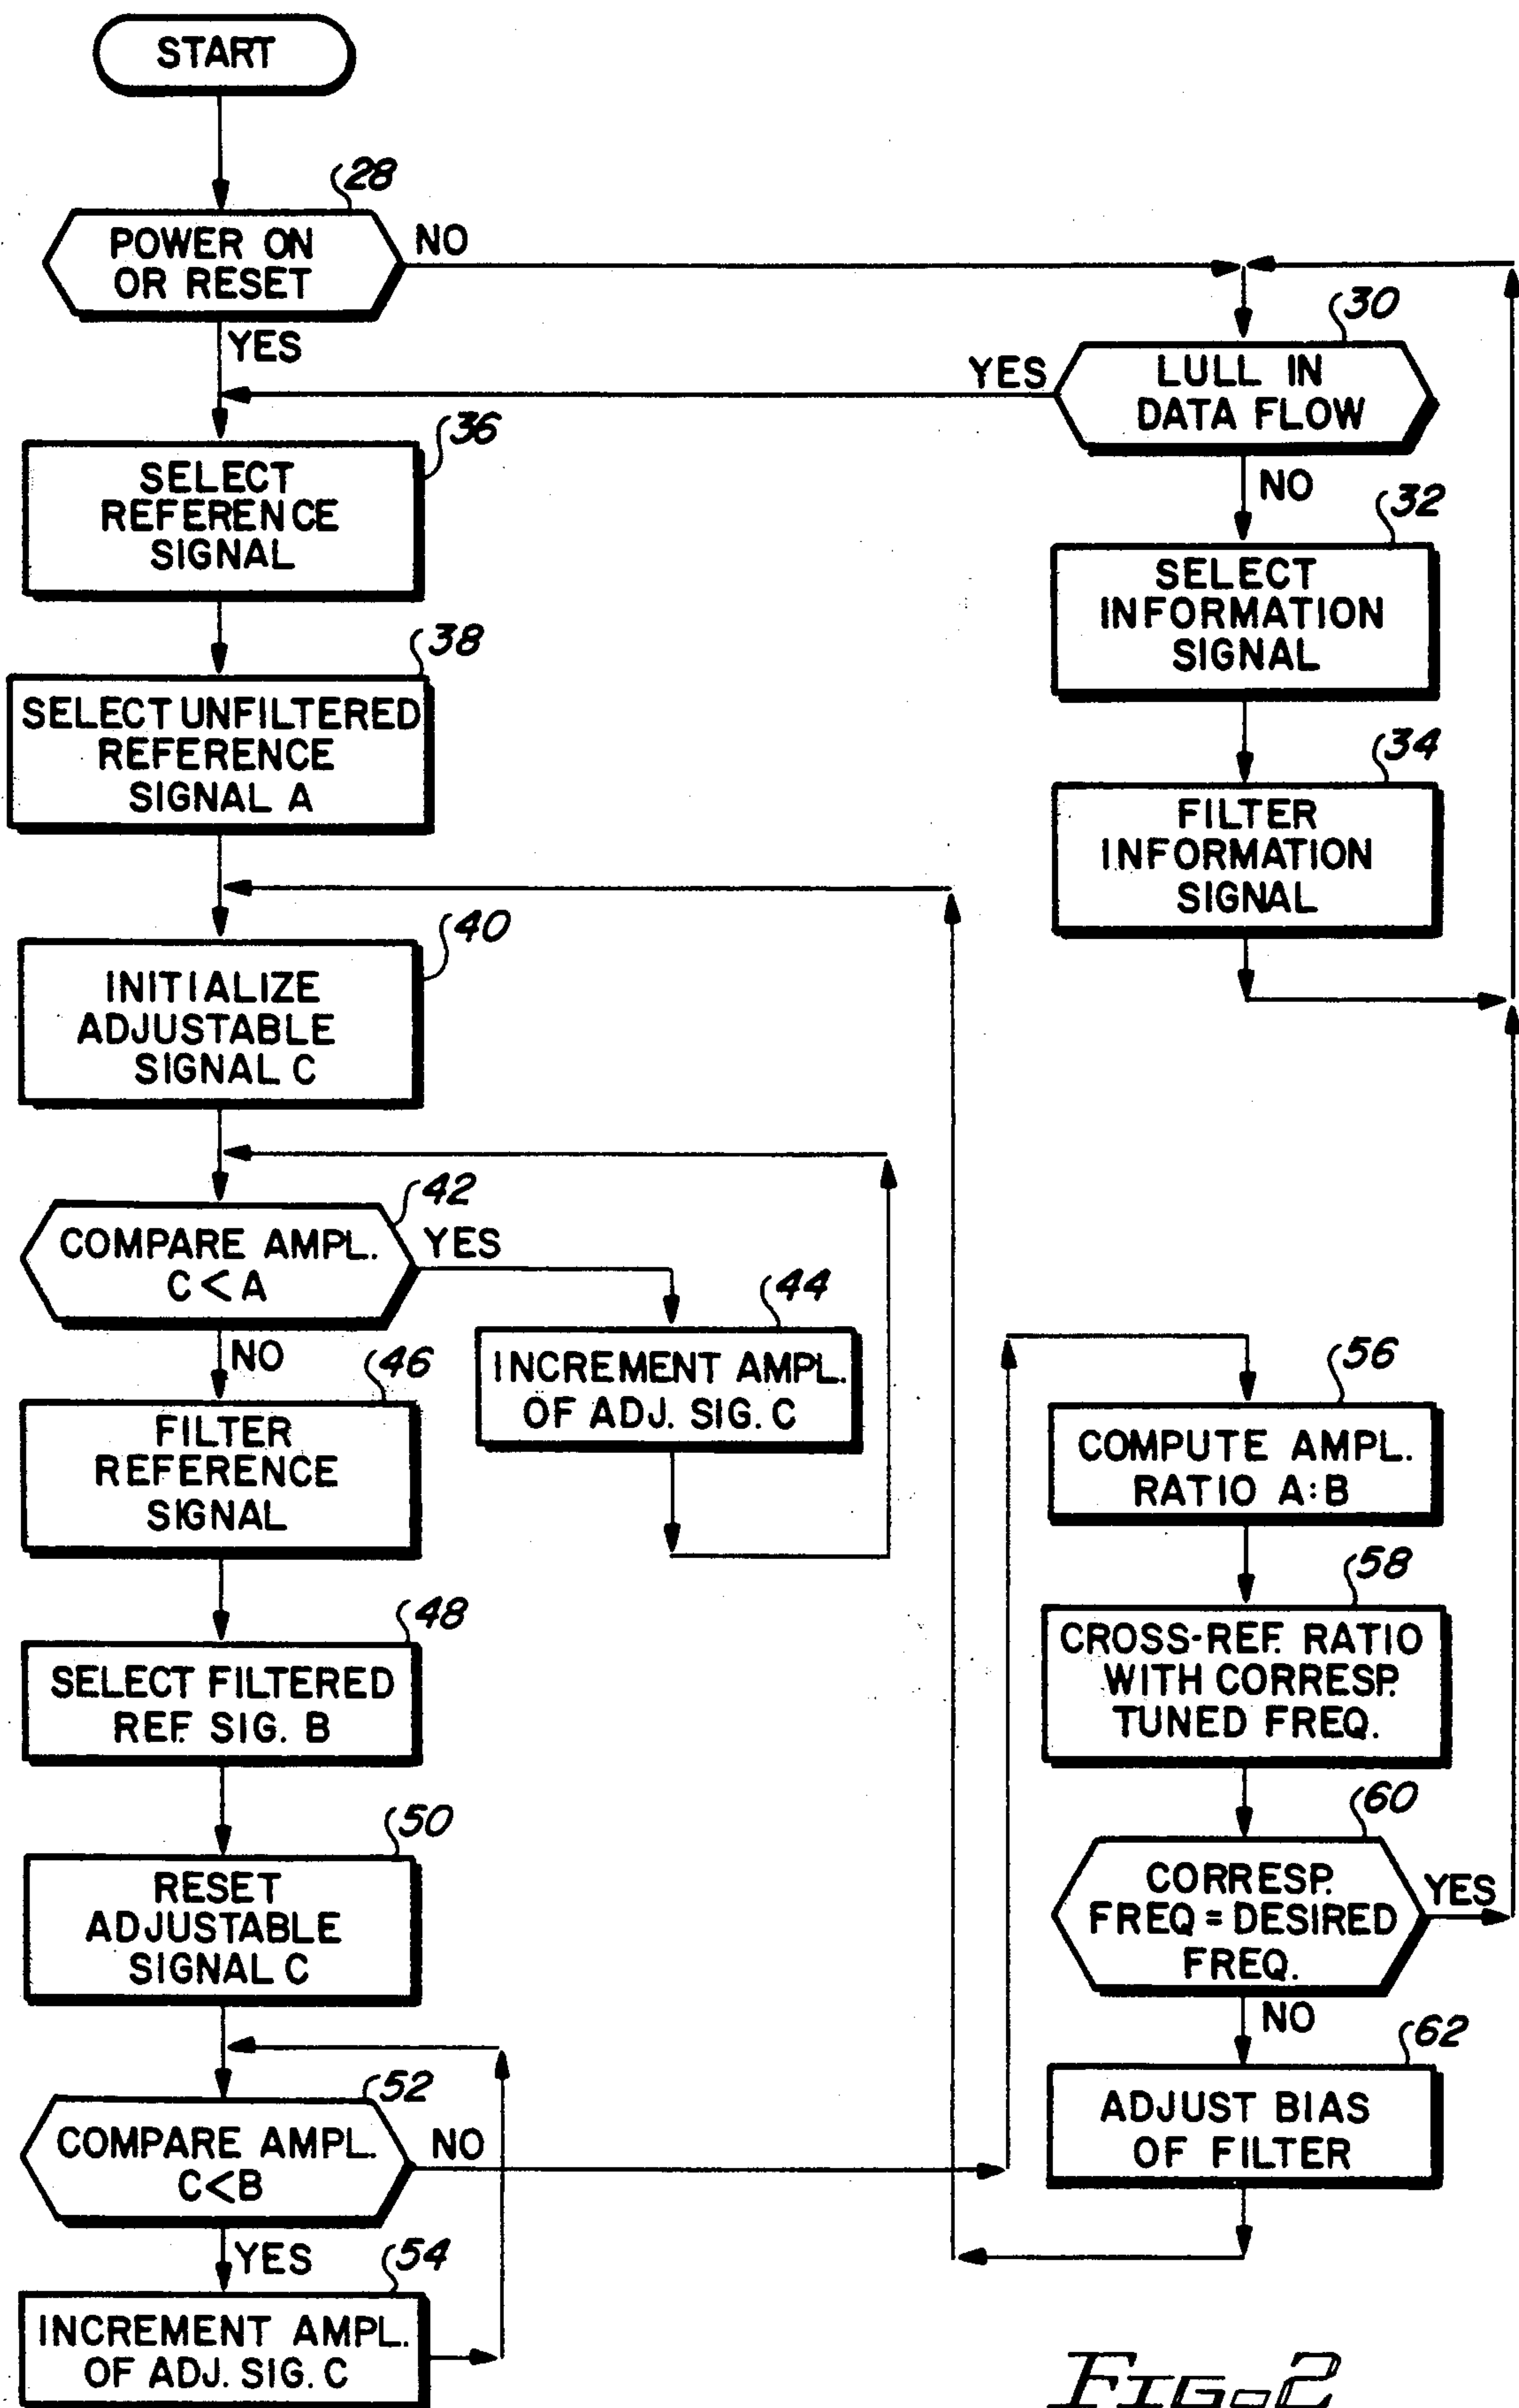 START
28
POWER ON
OR RESET
NO
YES
30
LULL IN
DATA FLOW
YES
NO
36
SELECT
REFERENCE
SIGNAL
32
SELECT
INFORMATION
SIGNAL
38
SELECT UNFILTERED
REFERENCE
SIGNAL A
34
FILTER
INFORMATION
SIGNAL
40
INITIALIZE
ADJUSTABLE
SIGNAL C
42
COMPARE AMPL.
C < A
YES
NO
44
INCREMENT AMPL.
OF ADJ. SIG. C
46
FILTER
REFERENCE
SIGNAL
48
SELECT FILTERED
REF. SIG. B
50
RESET
ADJUSTABLE
SIGNAL C
52
COMPARE AMPL.
C<B
NO
YES
54
INCREMENT AMPL.
OF ADJ. SIG. C
56
COMPUTE AMPL.
RATIO A:B
58
CROSS-REF. RATIO
WITH CORRESP.
TUNED FREQ.
60
CORRESP.
FREQ = DESIRED
FREQ.
YES
NO
62
ADJUST BIAS
OF FILTER
FIG. 2